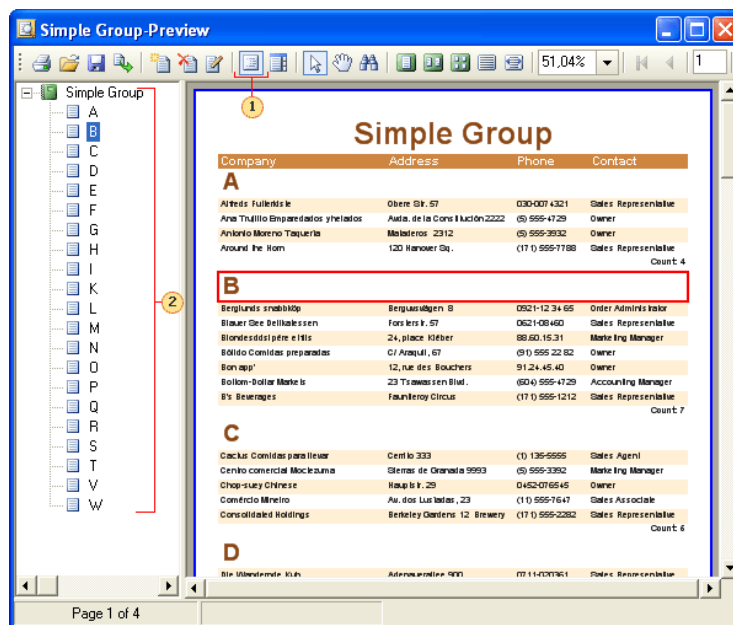 Simple Group-Preview
51,04%
1
1
Simple Group
A
B
C
D
E
F
G
H
I
K
L
M
N
O
P
Q
R
S
T
V
W
2
Simple Group
Company Address Phone Contact
A
Alfreds Futterkiste Obere Str. 57 030-0074321 Sales Representative
Ana Trujillo Emparedados y helados Avda. de la Constitución 2222 (5) 555-4729 Owner
Antonio Moreno Taquería Mataderos 2312 (5) 555-3932 Owner
Around the Horn 120 Hanover Sq. (171) 555-7788 Sales Representative
Count: 4
B
Berglunds snabbköp Berguvsvägen 8 0921-12 34 65 Order Administrator
Blauer See Delikatessen Forsterstr. 57 0621-08460 Sales Representative
Blondesddsl père et fils 24, place Kléber 88.60.15.31 Marketing Manager
Bólido Comidas preparadas C/ Araquil, 67 (91) 555 22 82 Owner
Bon app' 12, rue des Bouchers 91.24.45.40 Owner
Bottom-Dollar Markets 23 Tsawassen Blvd. (604) 555-4729 Accounting Manager
B's Beverages Fauntleroy Circus (171) 555-1212 Sales Representative
Count: 7
C
Cactus Comidas para llevar Cerrito 333 (1) 135-5555 Sales Agent
Centro comercial Moctezuma Sierras de Granada 9993 (5) 555-3392 Marketing Manager
Chop-suey Chinese Hauptstr. 29 0452-076545 Owner
Comércio Mineiro Av. dos Lusíadas, 23 (11) 555-7647 Sales Associate
Consolidated Holdings Berkeley Gardens 12 Brewery (171) 555-2282 Sales Representative
Count: 6
D
Die Wandernde Kuh Adenauerallee 900 0711-020361 Sales Representative
Page 1 of 4